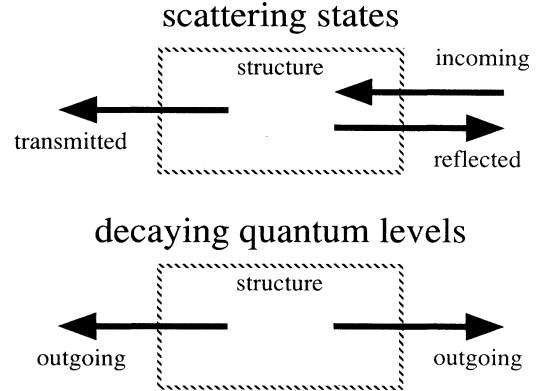 scattering states
structure
incoming
transmitted
reflected
decaying quantum levels
structure
outgoing
outgoing